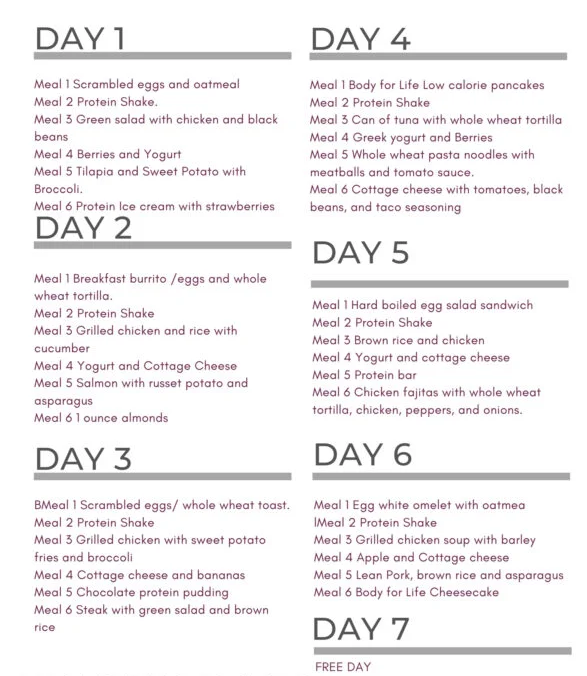 DAY 1
Meal 1 Scrambled eggs and oatmeal
Meal 2 Protein Shake.
Meal 3 Green salad with chicken and black
beans
Meal 4 Berries and Yogurt
Meal 5 Tilapia and Sweet Potato with
Broccoli.
Meal 6 Protein Ice cream with strawberries
DAY 2
Meal 1 Breakfast burrito /eggs and whole
wheat tortilla.
Meal 2 Protein Shake
Meal 3 Grilled chicken and rice with
cucumber
Meal 4 Yogurt and Cottage Cheese
Meal 5 Salmon with russet potato and
asparagus
Meal 6 1 ounce almonds
DAY 3
BMeal 1 Scrambled eggs/ whole wheat toast.
Meal 2 Protein Shake
Meal 3 Grilled chicken with sweet potato
fries and broccoli
Meal 4 Cottage cheese and bananas
Meal 5 Chocolate protein pudding
Meal 6 Steak with green salad and brown
rice
DAY 4
Meal 1 Body for Life Low calorie pancakes
Meal 2 Protein Shake
Meal 3 Can of tuna with whole wheat tortilla
Meal 4 Greek yogurt and Berries
Meal 5 Whole wheat pasta noodles with
meatballs and tomato sauce.
Meal 6 Cottage cheese with tomatoes, black
beans, and taco seasoning
DAY 5
Meal 1 Hard boiled egg salad sandwich
Meal 2 Protein Shake
Meal 3 Brown rice and chicken
Meal 4 Yogurt and cottage cheese
Meal 5 Protein bar
Meal 6 Chicken fajitas with whole wheat
tortilla, chicken, peppers, and onions.
DAY 6
Meal 1 Egg white omelet with oatmea
lMeal 2 Protein Shake
Meal 3 Grilled chicken soup with barley
Meal 4 Apple and Cottage cheese
Meal 5 Lean Pork, brown rice and asparagus
Meal 6 Body for Life Cheesecake
DAY 7
FREE DAY